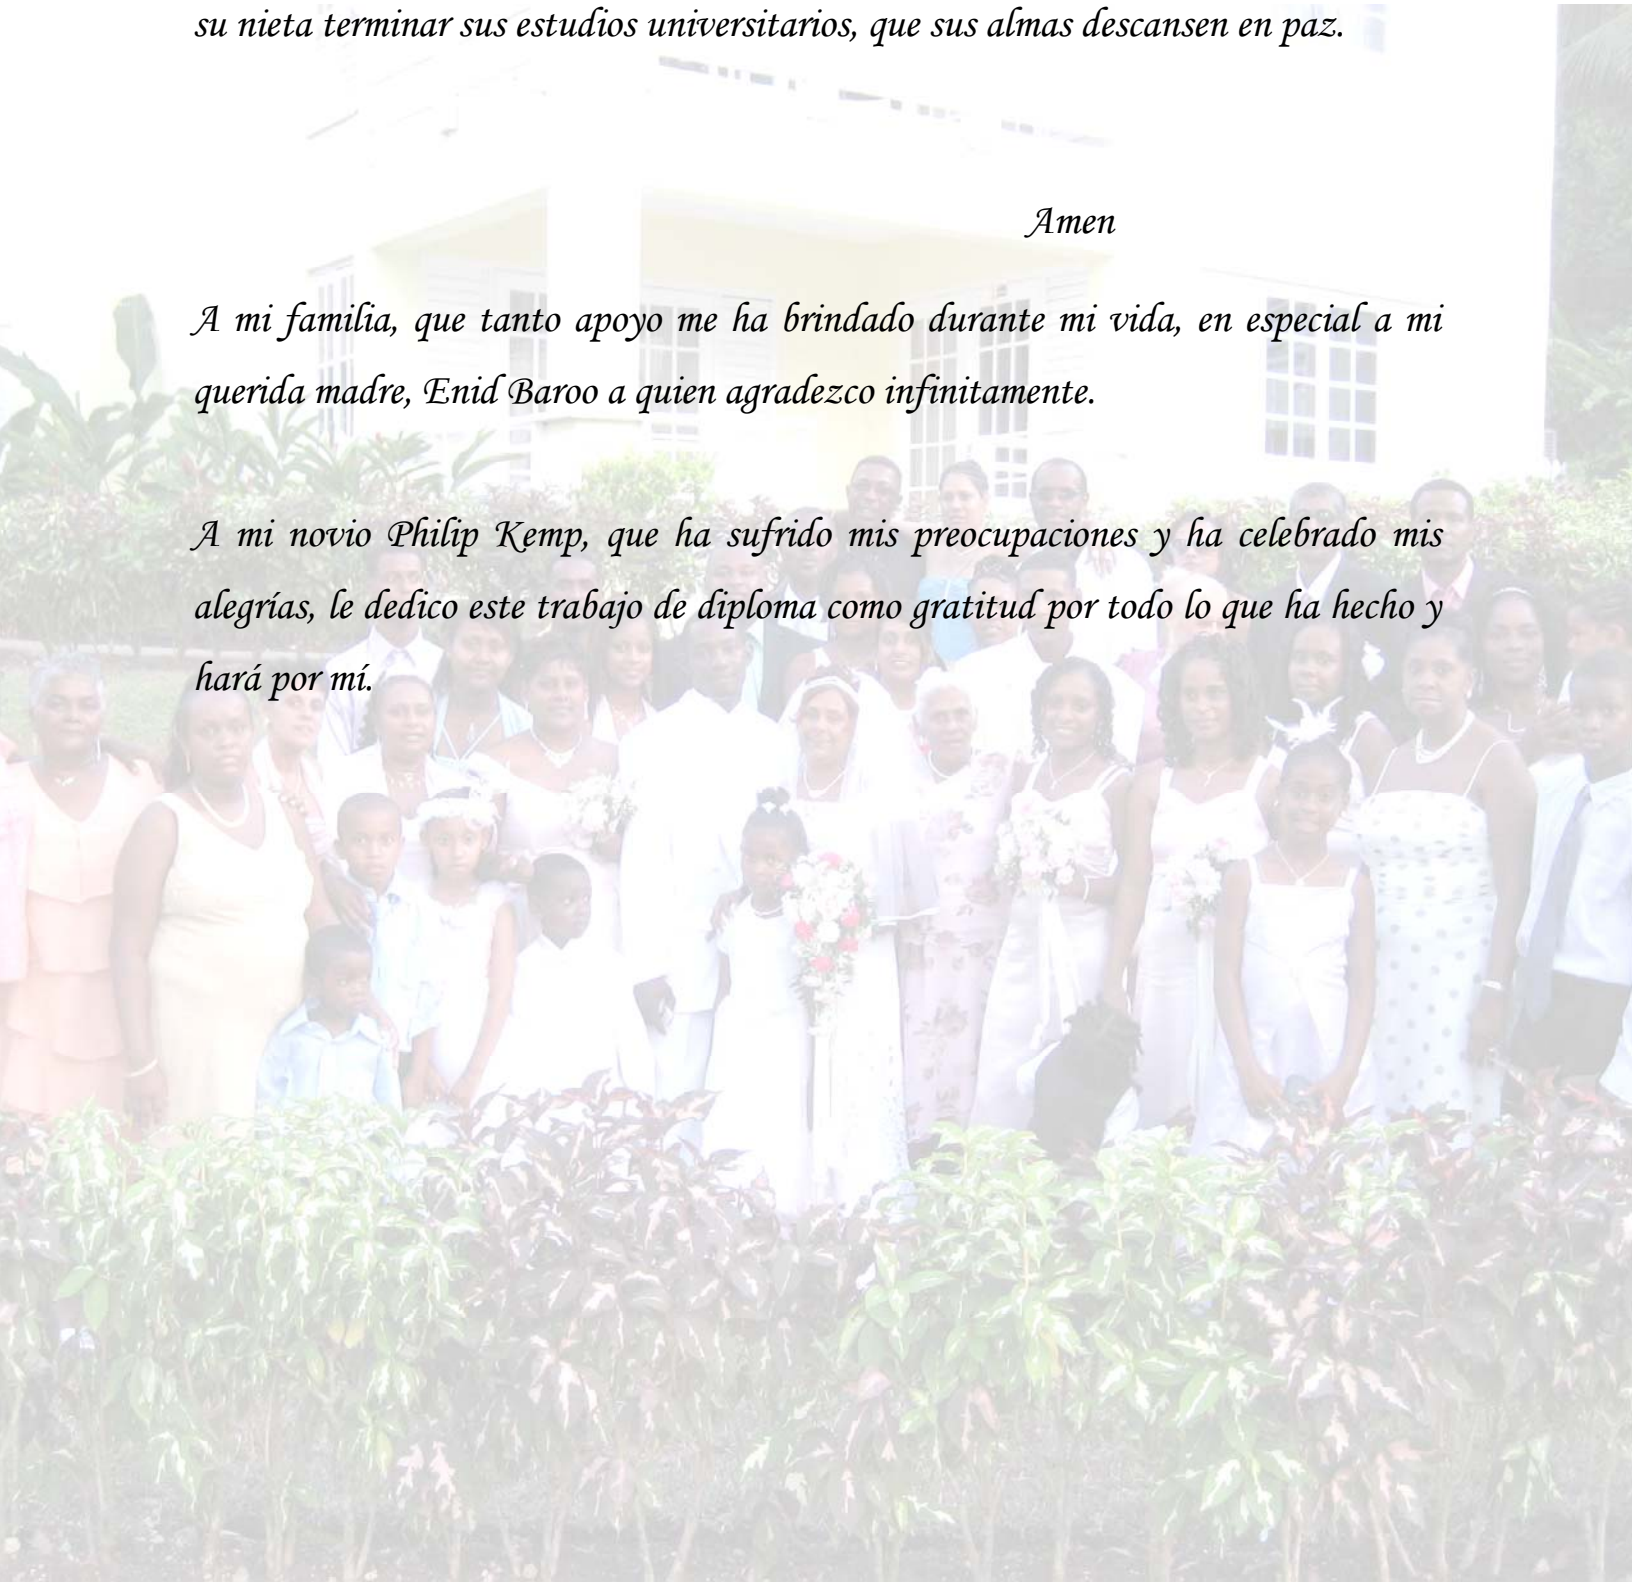 su nieta terminar sus estudios universitarios, que sus almas descansen en paz.
Amen
A mi familia, que tanto apoyo me ha brindado durante mi vida, en especial a mi
querida madre, Enid Baroo a quien agradezco infinitamente.
A mi novio Philip Kemp, que ha sufrido mis preocupaciones y ha celebrado mis
alegrías, le dedico este trabajo de diploma como gratitud por todo lo que ha hecho y
hará por mí.